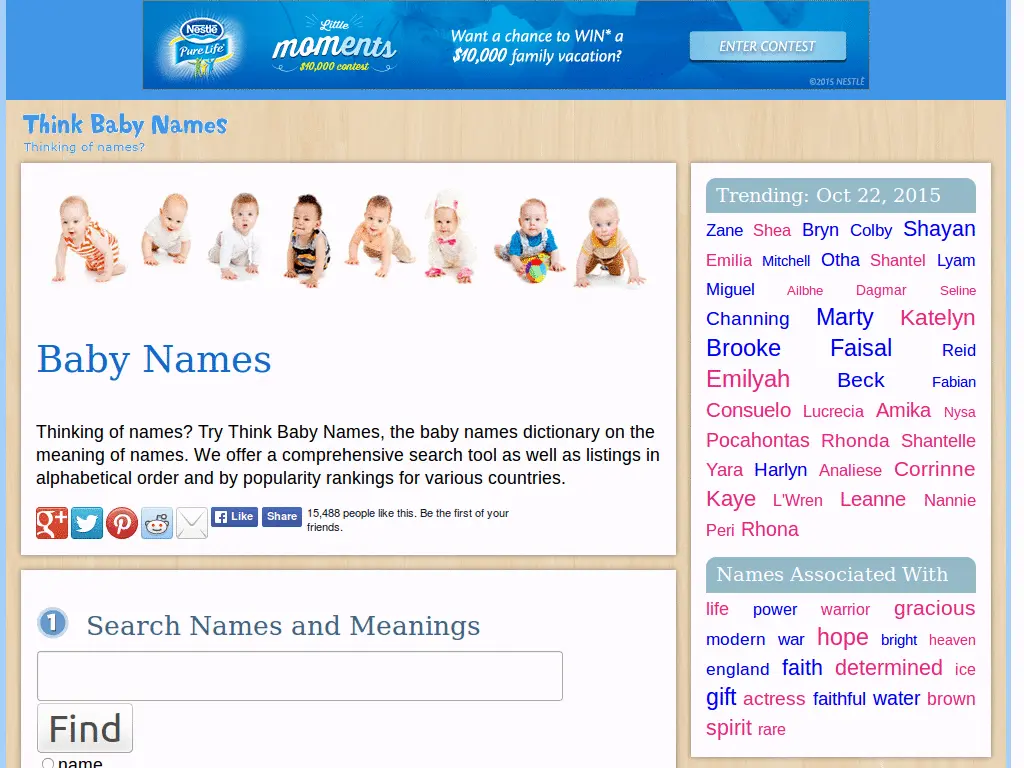 Nestlé
Pure Life
Little
moments
$10,000 contest
Want a chance to WIN* a
$10,000 family vacation?
ENTER CONTEST
©2015 NESTLÉ
Think Baby Names
Thinking of names?
Baby Names
Thinking of names? Try Think Baby Names, the baby names dictionary on the
meaning of names. We offer a comprehensive search tool as well as listings in
alphabetical order and by popularity rankings for various countries.
g+
Like
Share
15,488 people like this. Be the first of your
friends.
1 Search Names and Meanings
Find
name
Trending: Oct 22, 2015
Zane Shea Bryn Colby Shayan
Emilia Mitchell Otha Shantel Lyam
Miguel Ailbhe Dagmar Seline
Channing Marty Katelyn
Brooke Faisal Reid
Emilyah Beck Fabian
Consuelo Lucrecia Amika Nysa
Pocahontas Rhonda Shantelle
Yara Harlyn Analiese Corrinne
Kaye L'Wren Leanne Nannie
Peri Rhona
Names Associated With
life power warrior gracious
modern war hope bright heaven
england faith determined ice
gift actress faithful water brown
spirit rare